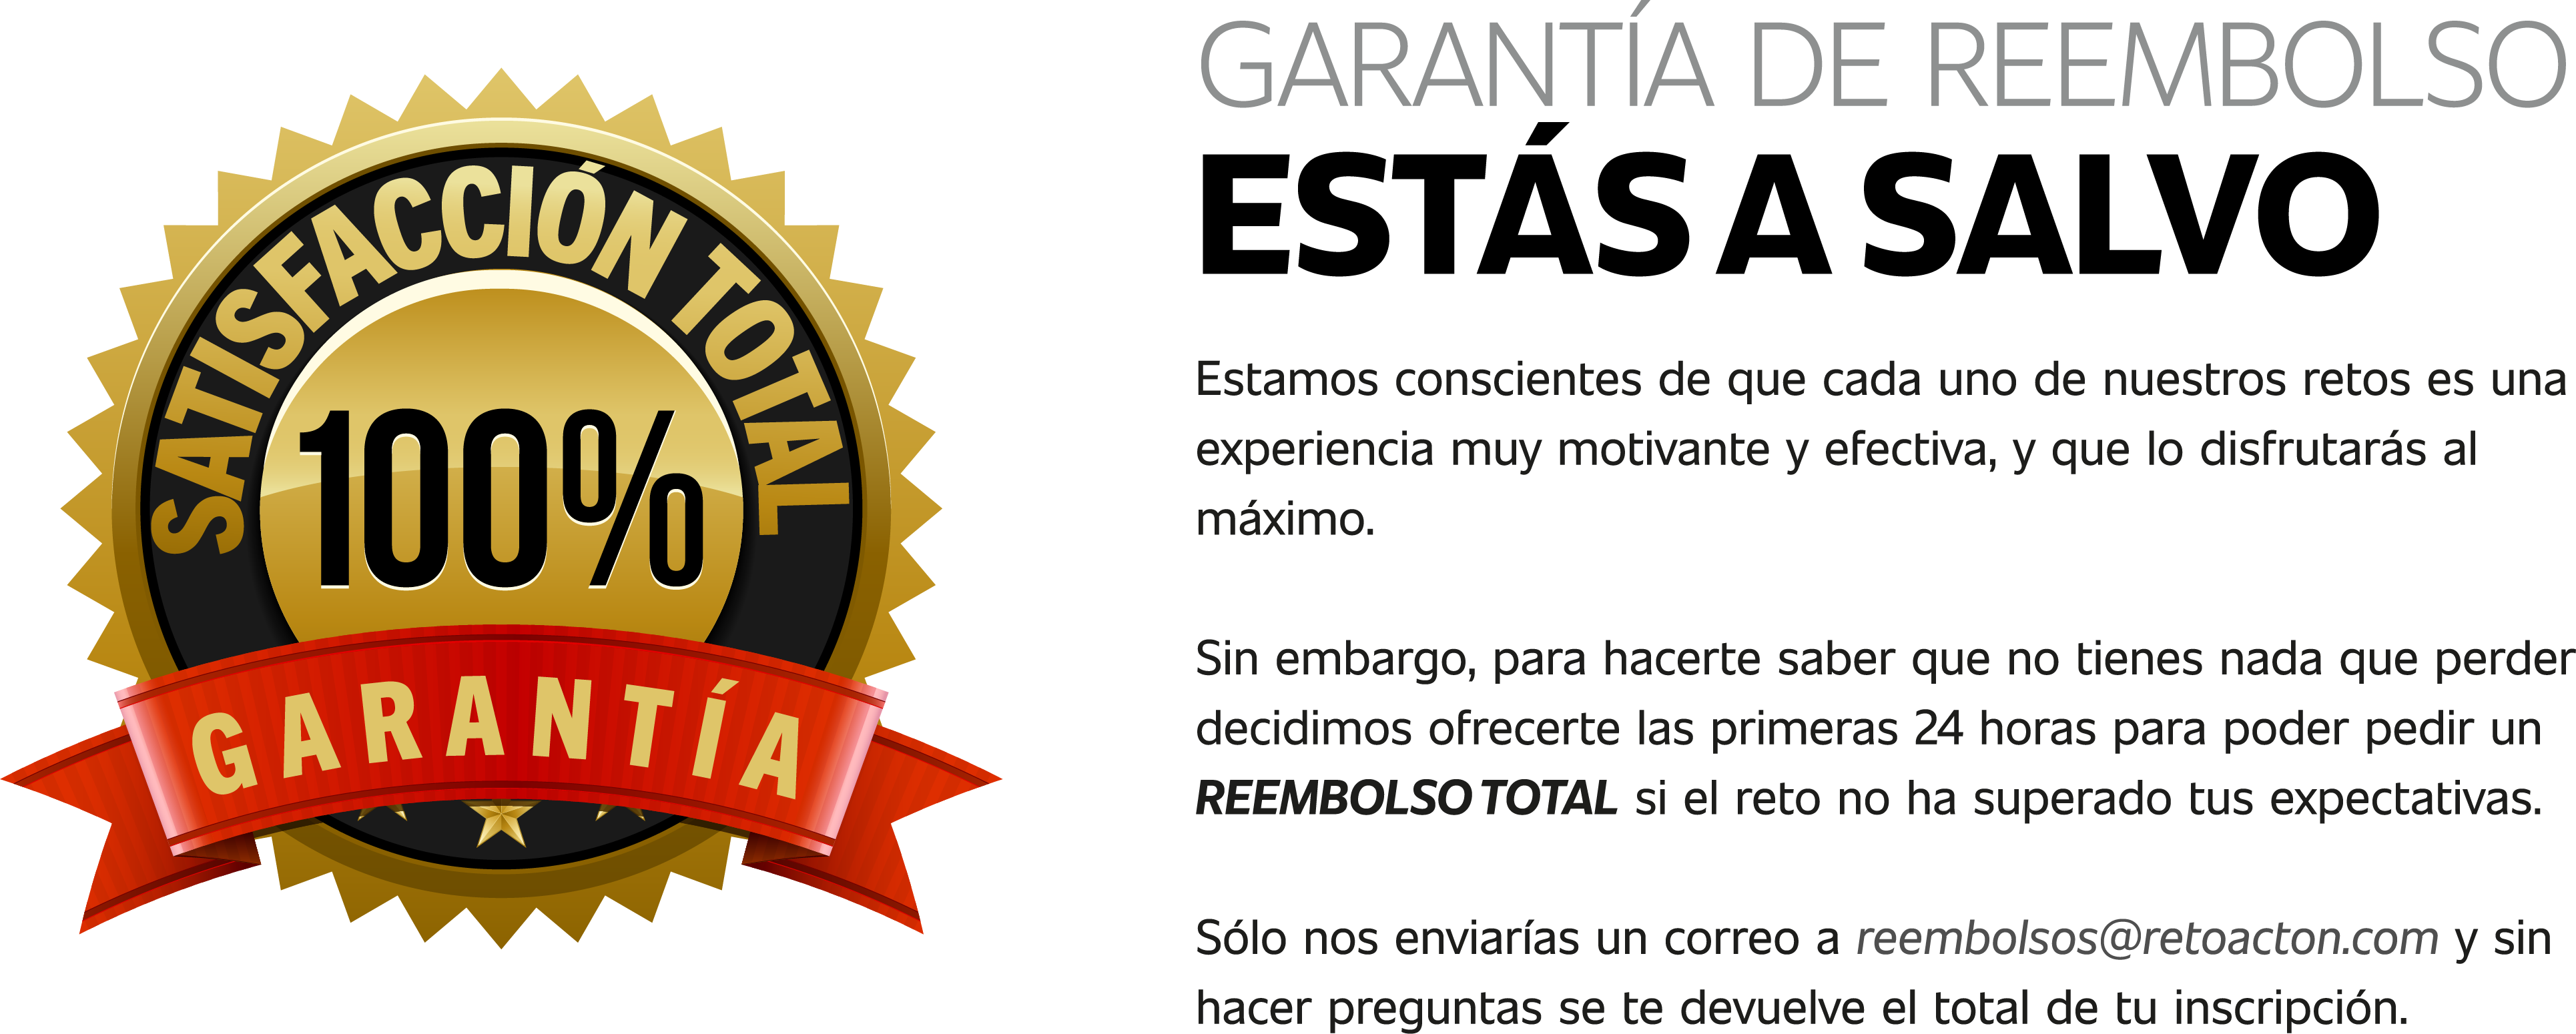 SATISFACCIÓN TOTAL
100%
GARANTÍA
GARANTÍA DE REEMBOLSO
ESTÁS A SALVO
Estamos conscientes de que cada uno de nuestros retos es una
experiencia muy motivante y efectiva, y que lo disfrutarás al
máximo.
Sin embargo, para hacerte saber que no tienes nada que perder
decidimos ofrecerte las primeras 24 horas para poder pedir un
REEMBOLSO TOTAL si el reto no ha superado tus expectativas.
Sólo nos enviarías un correo a reembolsos@retoacton.com y sin
hacer preguntas se te devuelve el total de tu inscripción.